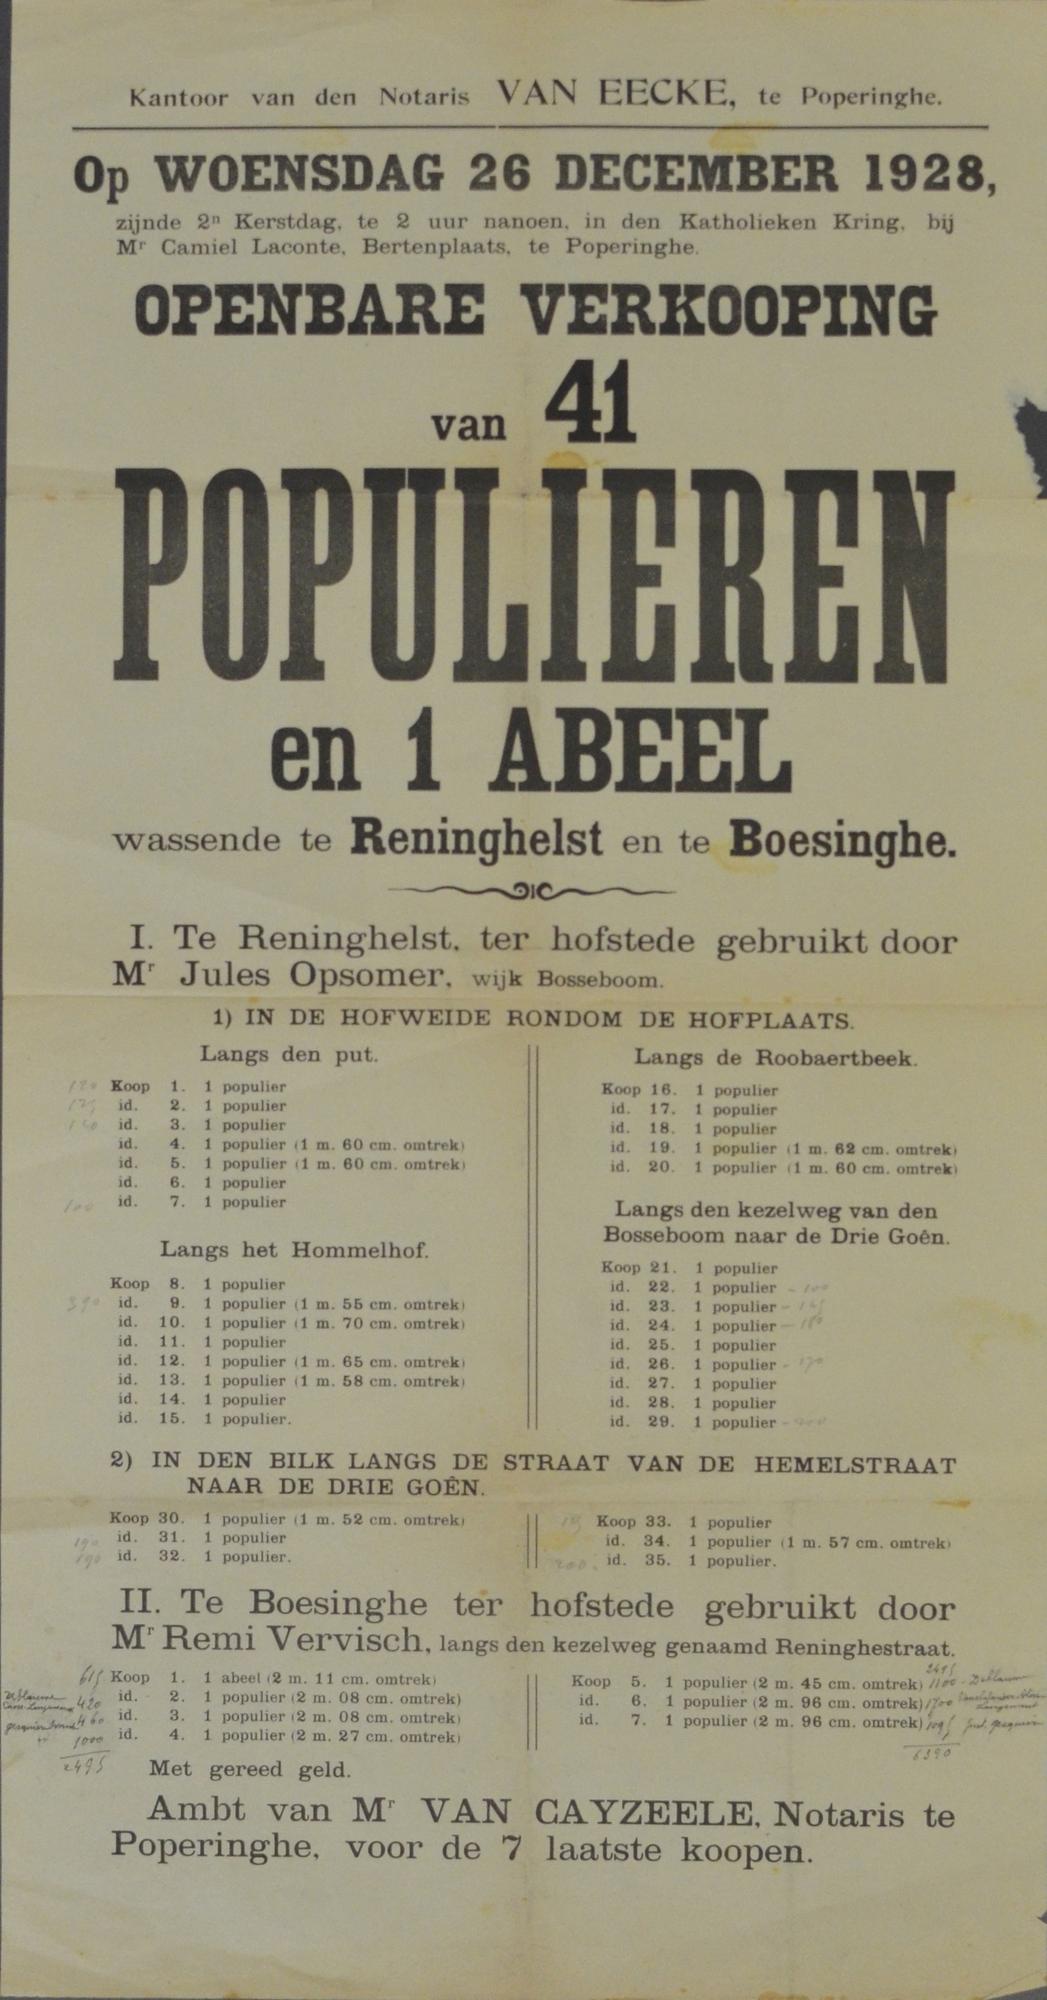 Kantoor van den Notaris VAN EECKE, te Poperinghe.
Op WOENSDAG 26 DECEMBER 1928,
zijnde 2n Kerstdag, te 2 uur nanoen, in den Katholieken Kring, bij
Mr Camiel Laconte, Bertenplaats, te Poperinghe.
OPENBARE VERKOOPING
van 41
POPULIEREN
en 1 ABEEL
wassende te Reninghelst en te Boesinghe.
I. Te Reninghelst, ter hofstede gebruikt door
Mr Jules Opsomer, wijk Bosseboom.
1) IN DE HOFWEIDE RONDOM DE HOFPLAATS.
Langs den put.
Koop 1. 1 populier
id. 2. 1 populier
id. 3. 1 populier
id. 4. 1 populier (1 m. 60 cm. omtrek)
id. 5. 1 populier (1 m. 60 cm. omtrek)
id. 6. 1 populier
100 id. 7. 1 populier
Langs het Hommelhof.
Koop 8. 1 populier
390 id. 9. 1 populier (1 m. 55 cm. omtrek)
id. 10. 1 populier (1 m. 70 cm. omtrek)
id. 11. 1 populier
id. 12. 1 populier (1 m. 65 cm. omtrek)
id. 13. 1 populier (1 m. 58 cm. omtrek)
id. 14. 1 populier
id. 15. 1 populier.
Langs de Roobaertbeek.
Koop 16. 1 populier
id. 17. 1 populier
id. 18. 1 populier
id. 19. 1 populier (1 m. 62 cm. omtrek)
id. 20. 1 populier (1 m. 60 cm. omtrek)
Langs den kezelweg van den
Bosseboom naar de Drie Goên.
Koop 21. 1 populier
id. 22. 1 populier - 100
id. 23. 1 populier
id. 24. 1 populier - 180
id. 25. 1 populier
id. 26. 1 populier - 170
id. 27. 1 populier
id. 28. 1 populier
id. 29. 1 populier
2) IN DEN BILK LANGS DE STRAAT VAN DE HEMELSTRAAT
NAAR DE DRIE GOÊN.
Koop 30. 1 populier (1 m. 52 cm. omtrek)
190 id. 31. 1 populier
190 id. 32. 1 populier.
Koop 33. 1 populier
id. 34. 1 populier (1 m. 57 cm. omtrek)
200 id. 35. 1 populier.
II. Te Boesinghe ter hofstede gebruikt door
Mr Remi Vervisch, langs den kezelweg genaamd Reninghestraat.
615 Koop 1. 1 abeel (2 m. 11 cm. omtrek)
420 id. 2. 1 populier (2 m. 08 cm. omtrek)
460 id. 3. 1 populier (2 m. 08 cm. omtrek)
1000 id. 4. 1 populier (2 m. 27 cm. omtrek)
2495
2495
Koop 5. 1 populier (2 m. 45 cm. omtrek) 1100
id. 6. 1 populier (2 m. 96 cm. omtrek) 1700
id. 7. 1 populier (2 m. 96 cm. omtrek) 1095
6390
Met gereed geld.
Ambt van Mr VAN CAYZEELE, Notaris te
Poperinghe, voor de 7 laatste koopen.